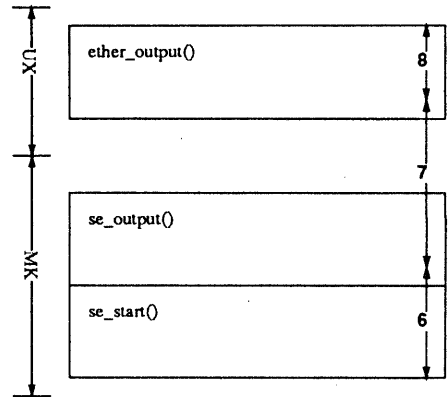 UX
ether_output()
8
7
MK
se_output()
se_start()
6